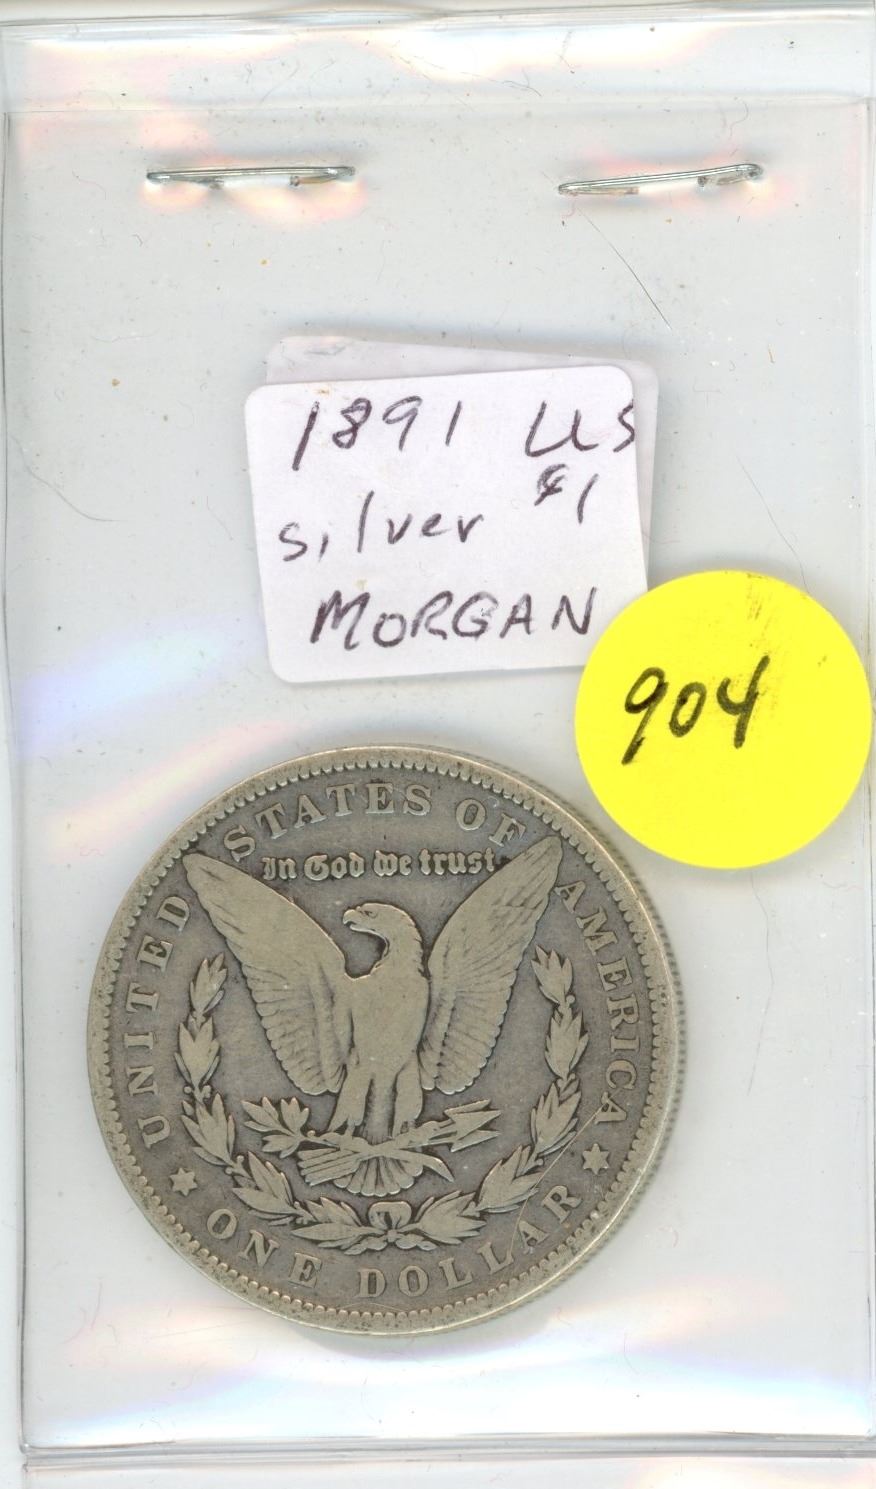 1891 US
silver $1
MORGAN
904
UNITED STATES OF AMERICA
In God we trust
ONE DOLLAR